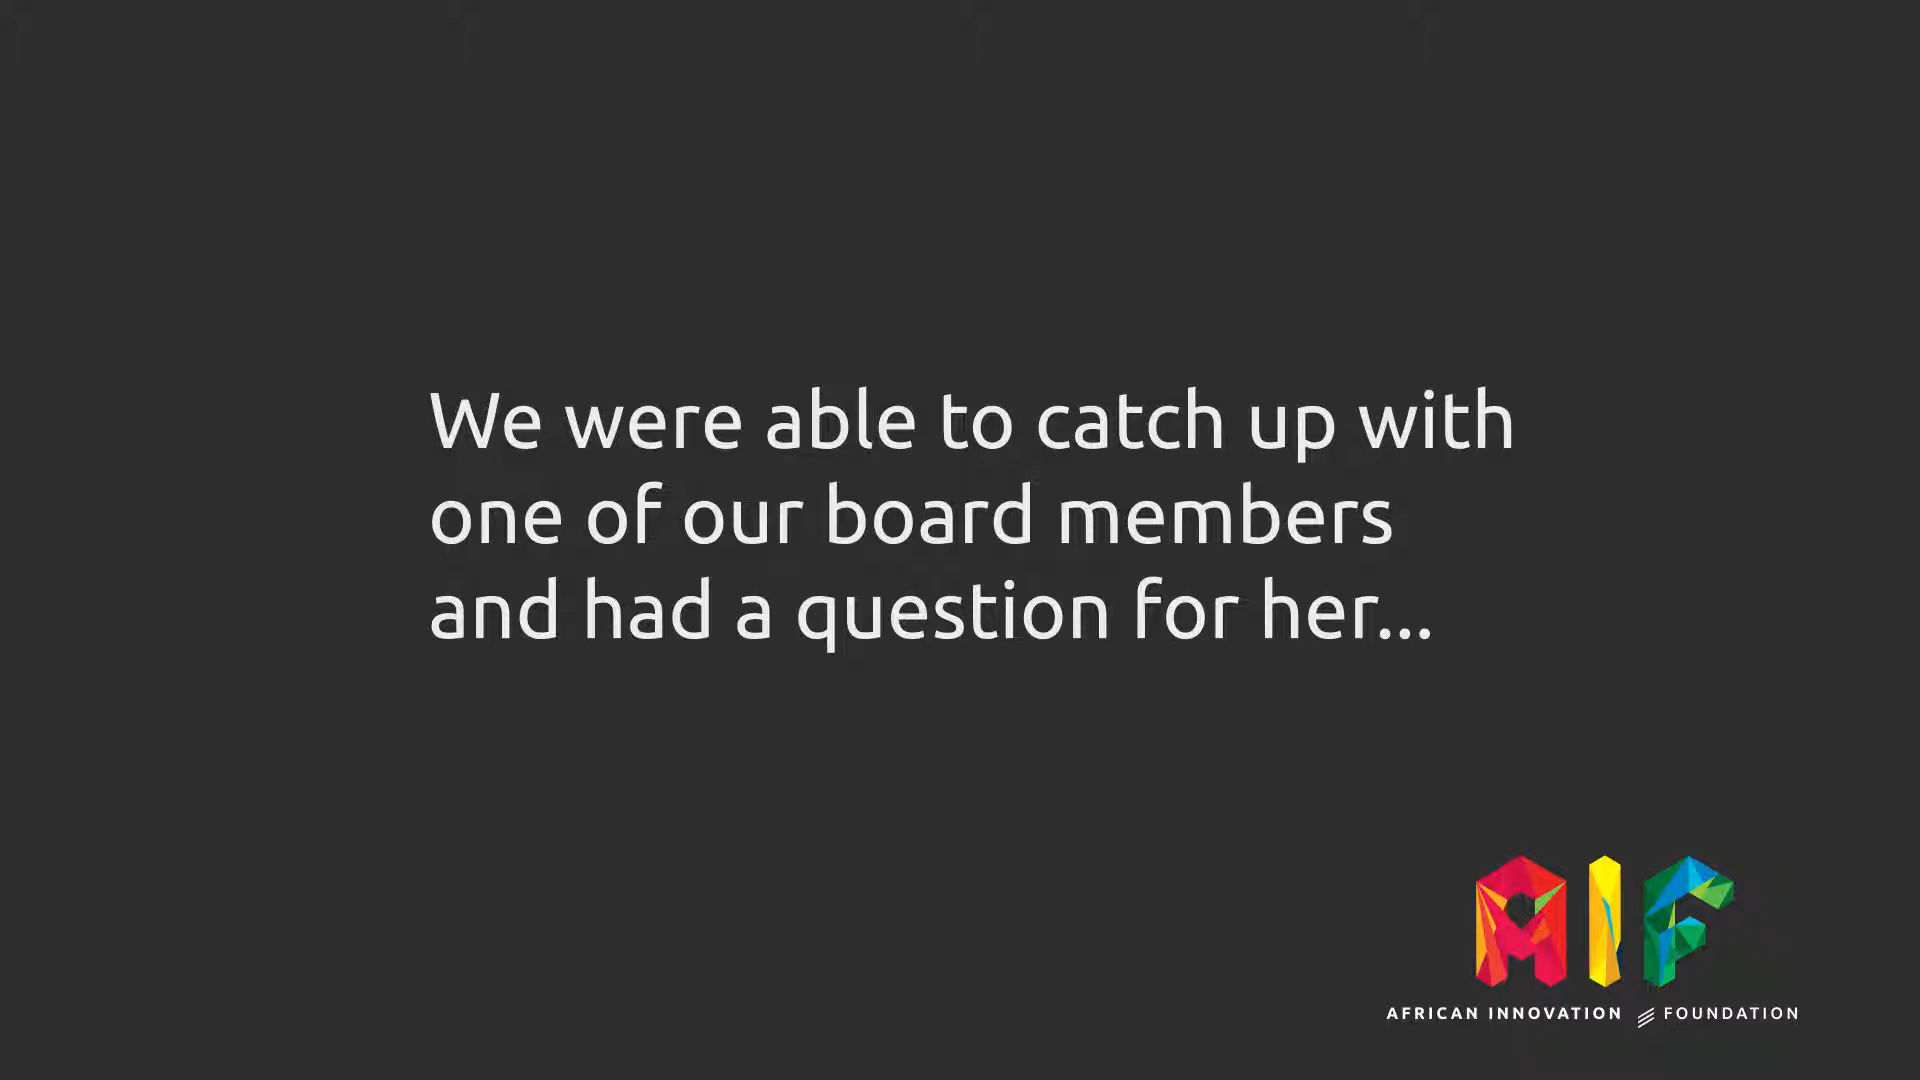 We were able to catch up with
one of our board members
and had a question for her...
AIF
AFRICAN INNOVATION FOUNDATION